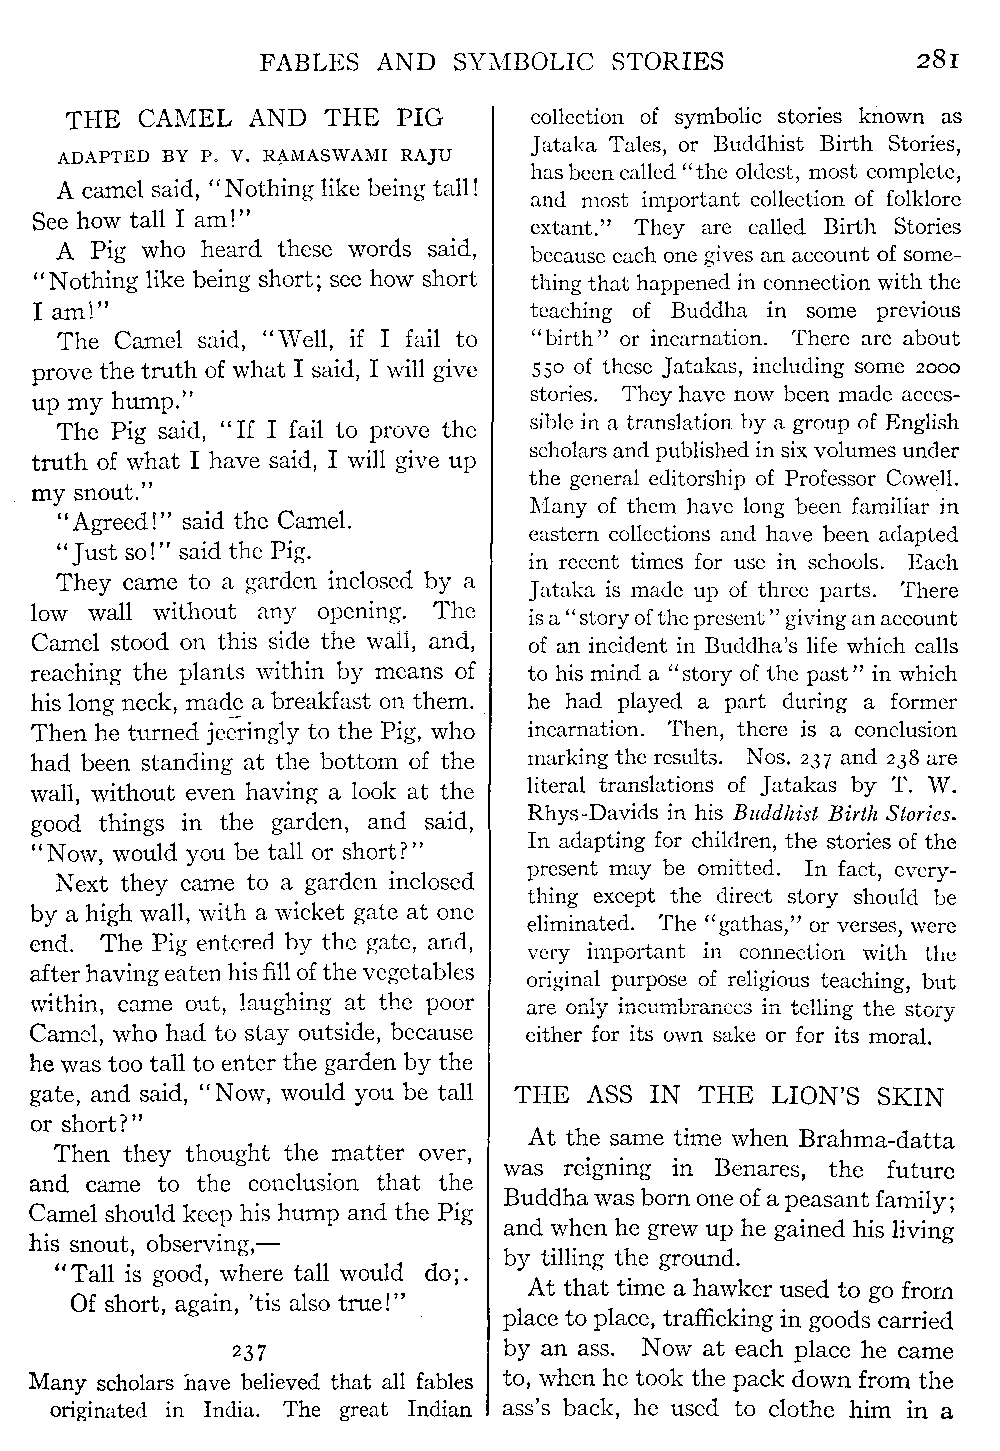 FABLES AND SYMBOLIC STORIES 281
THE CAMEL AND THE PIG
ADAPTED BY P. V. RAMASWAMI RAJU
A camel said, "Nothing like being tall!
See how tall I am!"
A Pig who heard these words said,
"Nothing like being short; see how short
I am!"
The Camel said, "Well, if I fail to
prove the truth of what I said, I will give
up my hump."
The Pig said, "If I fail to prove the
truth of what I have said, I will give up
my snout."
"Agreed!" said the Camel.
"Just so!" said the Pig.
They came to a garden inclosed by a
low wall without any opening. The
Camel stood on this side the wall, and,
reaching the plants within by means of
his long neck, made a breakfast on them.
Then he turned jeeringly to the Pig, who
had been standing at the bottom of the
wall, without even having a look at the
good things in the garden, and said,
"Now, would you be tall or short?"
Next they came to a garden inclosed
by a high wall, with a wicket gate at one
end. The Pig entered by the gate, and,
after having eaten his fill of the vegetables
within, came out, laughing at the poor
Camel, who had to stay outside, because
he was too tall to enter the garden by the
gate, and said, "Now, would you be tall
or short?"
Then they thought the matter over,
and came to the conclusion that the
Camel should keep his hump and the Pig
his snout, observing,—
"Tall is good, where tall would do;.
Of short, again, 'tis also true!"
237
Many scholars have believed that all fables
originated in India. The great Indian
collection of symbolic stories known as
Jataka Tales, or Buddhist Birth Stories,
has been called "the oldest, most complete,
and most important collection of folklore
extant." They are called Birth Stories
because each one gives an account of some-
thing that happened in connection with the
teaching of Buddha in some previous
"birth" or incarnation. There are about
550 of these Jatakas, including some 2000
stories. They have now been made acces-
sible in a translation by a group of English
scholars and published in six volumes under
the general editorship of Professor Cowell.
Many of them have long been familiar in
eastern collections and have been adapted
in recent times for use in schools. Each
Jataka is made up of three parts. There
is a "story of the present" giving an account
of an incident in Buddha's life which calls
to his mind a "story of the past" in which
he had played a part during a former
incarnation. Then, there is a conclusion
marking the results. Nos. 237 and 238 are
literal translations of Jatakas by T. W.
Rhys-Davids in his Buddhist Birth Stories.
In adapting for children, the stories of the
present may be omitted. In fact, every-
thing except the direct story should be
eliminated. The "gathas," or verses, were
very important in connection with the
original purpose of religious teaching, but
are only incumbrances in telling the story
either for its own sake or for its moral.
THE ASS IN THE LION'S SKIN
At the same time when Brahma-datta
was reigning in Benares, the future
Buddha was born one of a peasant family;
and when he grew up he gained his living
by tilling the ground.
At that time a hawker used to go from
place to place, trafficking in goods carried
by an ass. Now at each place he came
to, when he took the pack down from the
ass's back, he used to clothe him in a